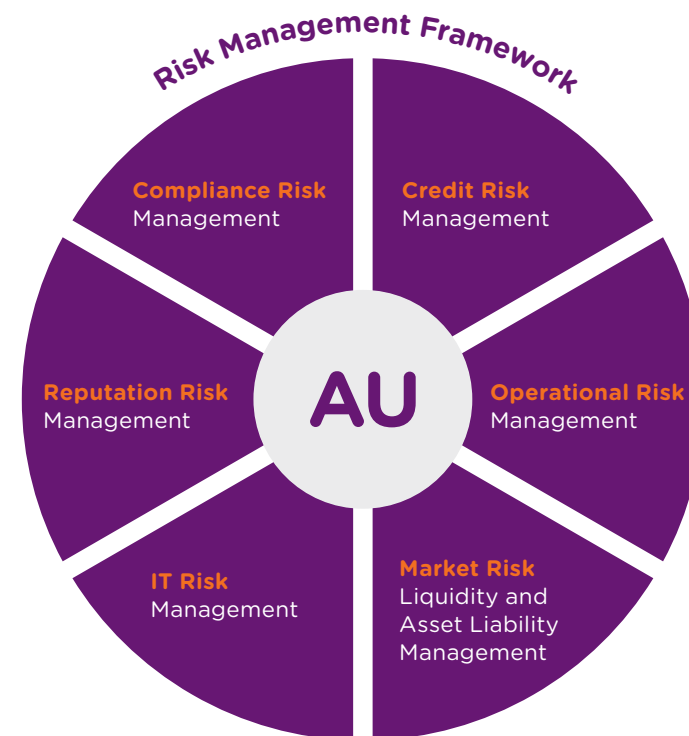 Risk Management Framework
Compliance Risk
Management
Credit Risk
Management
Reputation Risk
Management
AU
Operational Risk
Management
IT Risk
Management
Market Risk
Liquidity and
Asset Liability
Management